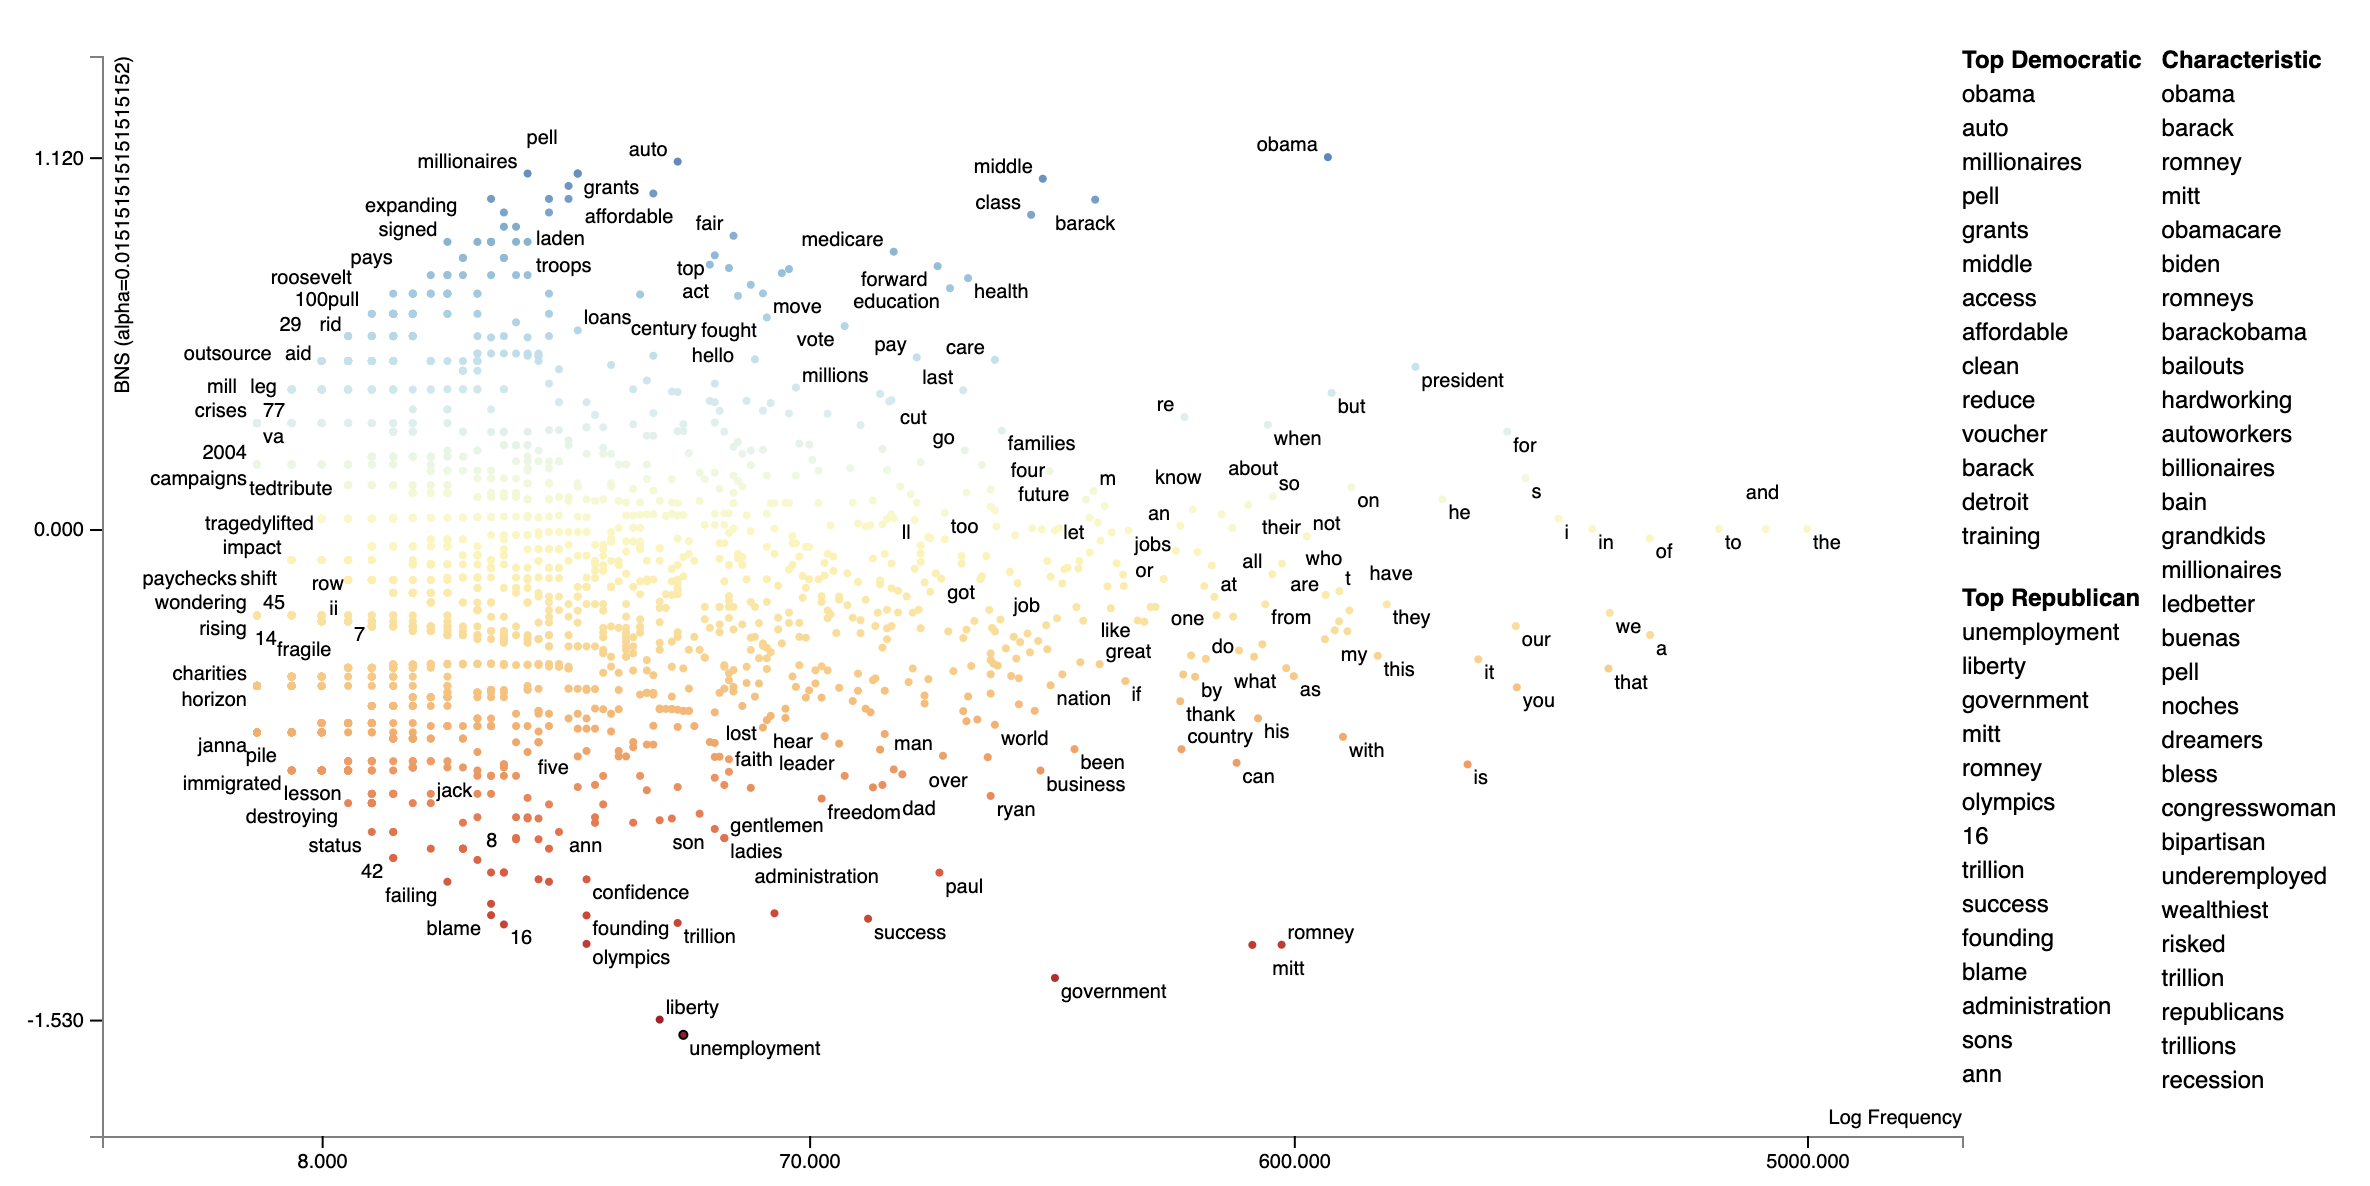 BNS (alpha=0.015151515151515152)
1.120
0.000
-1.530
pell
auto
millionaires
obama
middle
grants
expanding
class
affordable
signed
fair
barack
laden
medicare
pays
troops
top
roosevelt
forward
act
health
100pull
education
move
loans
29 rid
century fought
vote
outsource aid
hello
pay
care
mill leg
millions
last
president
crises 77
re
but
cut
va
go
families
when
for
2004
four
about
campaigns
m
know
so
tedtribute
future
s
and
on
tragedylifted
an
he
ll
too
let
their not
i
in
of
to
the
impact
jobs
all
who
paychecks shift
row
or
at
are
t
have
wondering 45
ii
got
job
one
from
they
rising
14
7
like
we
fragile
great
do
our
a
charities
my
this
it
that
horizon
nation
if
by
what
as
you
lost
hear
thank
janna
pile
man
world
country
his
with
faith leader
five
been
immigrated
over
business
can
is
lesson
jack
destroying
freedom dad
ryan
gentlemen
status
8
ann
son
ladies
42
administration
failing
confidence
paul
blame
16
founding
trillion
success
romney
olympics
mitt
government
liberty
unemployment
Log Frequency
8.000
70.000
600.000
5000.000
Top Democratic
obama
auto
millionaires
pell
grants
middle
access
affordable
clean
reduce
voucher
barack
detroit
training
Top Republican
unemployment
liberty
government
mitt
romney
olympics
16
trillion
success
founding
blame
administration
sons
ann
Characteristic
obama
barack
romney
mitt
obamacare
biden
romneys
barackobama
bailouts
hardworking
autoworkers
billionaires
bain
grandkids
millionaires
ledbetter
buenas
pell
noches
dreamers
bless
congresswoman
bipartisan
underemployed
wealthiest
risked
trillion
republicans
trillions
recession